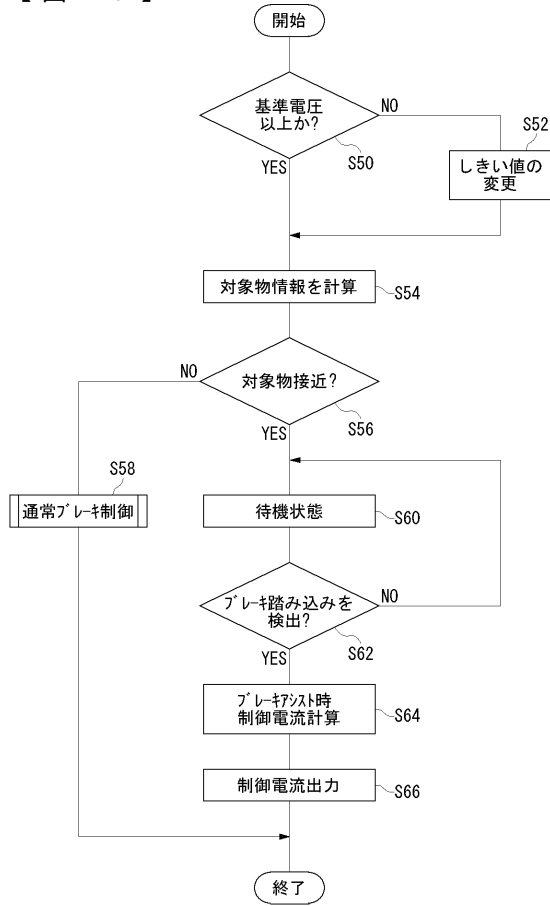 開始
基準電圧
以上か?
NO
S50
YES
S52
しきい値の
変更
対象物情報を計算
S54
対象物接近?
NO
S56
YES
S58
通常ブレーキ制御
待機状態
S60
ブレーキ踏み込みを
検出?
NO
S62
YES
ブレーキアシスト時
制御電流計算
S64
制御電流出力
S66
終了